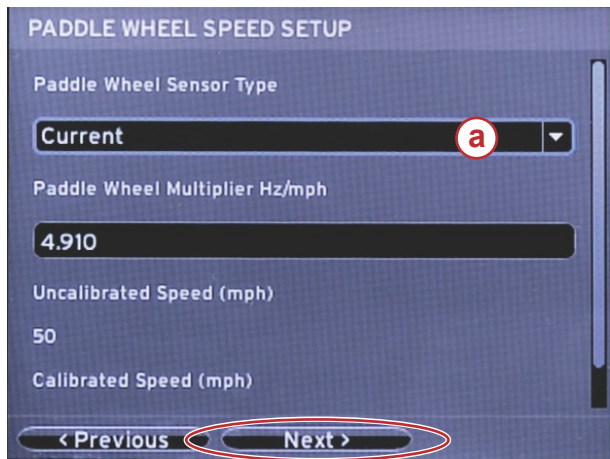 PADDLE WHEEL SPEED SETUP
Paddle Wheel Sensor Type
Current
a
Paddle Wheel Multiplier Hz/mph
4.910
Uncalibrated Speed (mph)
50
Calibrated Speed (mph)
< Previous Next >